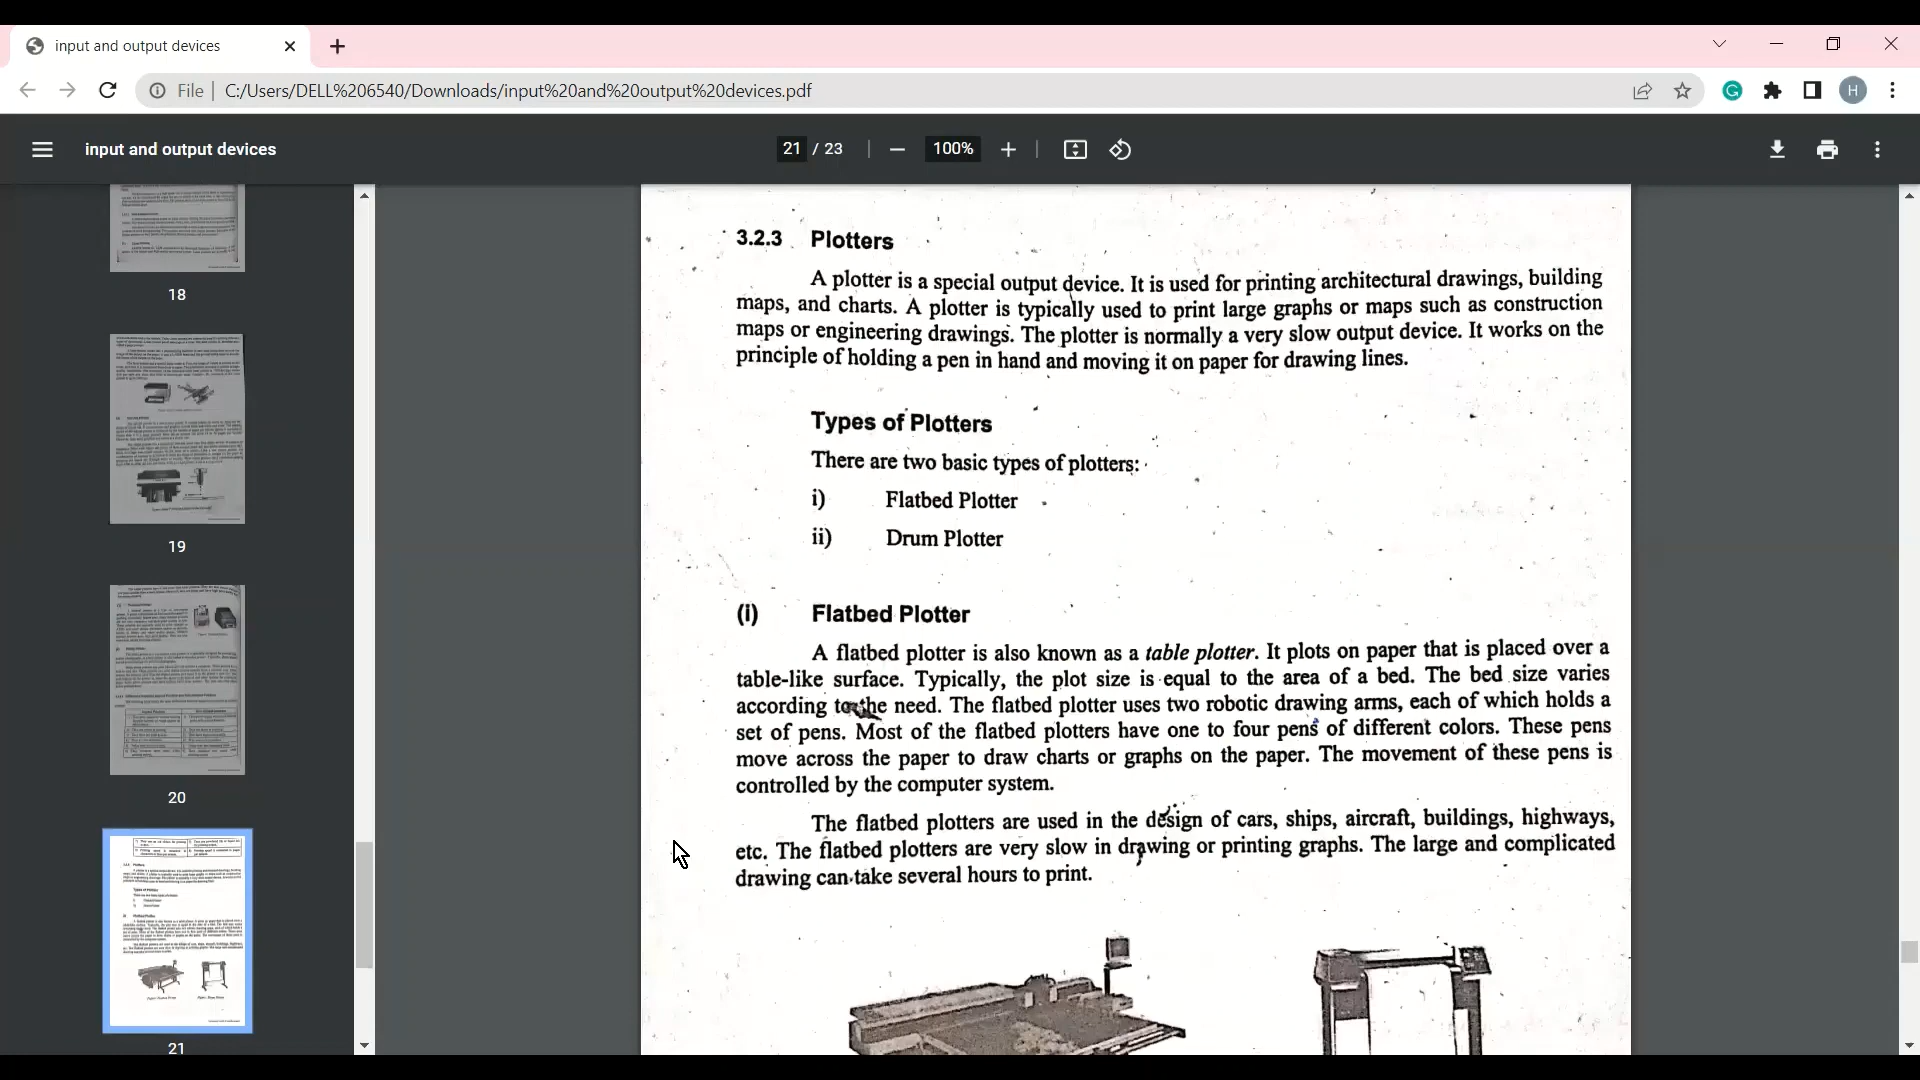 input and output devices
File
C:/Users/DELL%206540/Downloads/input%20and%20output%20devices.pdf
H
input and output devices
21 / 23
100%
18
19
20
21
3.2.3 Plotters
A plotter is a special output device. It is used for printing architectural drawings, building
maps, and charts. A plotter is typically used to print large graphs or maps such as construction
maps or engineering drawings. The plotter is normally a very slow output device. It works on the
principle of holding a pen in hand and moving it on paper for drawing lines.
Types of Plotters
There are two basic types of plotters:
i) Flatbed Plotter
ii) Drum Plotter
(i) Flatbed Plotter
A flatbed plotter is also known as a table plotter. It plots on paper that is placed over a
table-like surface. Typically, the plot size is equal to the area of a bed. The bed size varies
according to the need. The flatbed plotter uses two robotic drawing arms, each of which holds a
set of pens. Most of the flatbed plotters have one to four pens of different colors. These pens
move across the paper to draw charts or graphs on the paper. The movement of these pens is
controlled by the computer system.
The flatbed plotters are used in the design of cars, ships, aircraft, buildings, highways,
etc. The flatbed plotters are very slow in drawing or printing graphs. The large and complicated
drawing can take several hours to print.